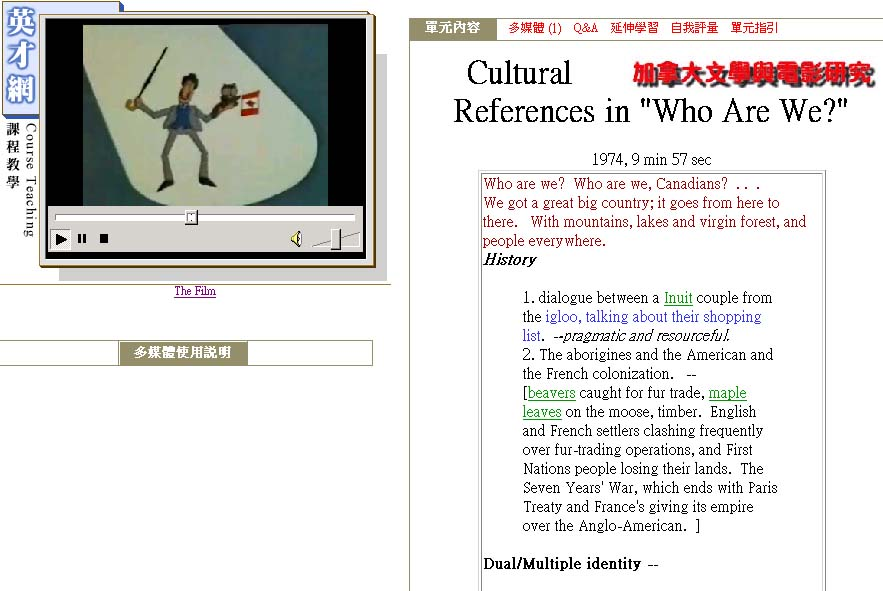 英才網
課程教學
Course Teaching
The Film
多媒體使用説明
單元內容
多媒體 (1) Q&A 延伸學習 自我評量 單元指引
加拿大文學與電影研究
Cultural
References in "Who Are We?"
1974, 9 min 57 sec
Who are we? Who are we, Canadians? . . .
We got a great big country; it goes from here to
there. With mountains, lakes and virgin forest, and
people everywhere.
History
1. dialogue between a Inuit couple from
the igloo, talking about their shopping
list. --pragmatic and resourceful.
2. The aborigines and the American and
the French colonization. --
[beavers caught for fur trade, maple
leaves on the moose, timber. English
and French settlers clashing frequently
over fur-trading operations, and First
Nations people losing their lands. The
Seven Years' War, which ends with Paris
Treaty and France's giving its empire
over the Anglo-American. ]
Dual/Multiple identity --